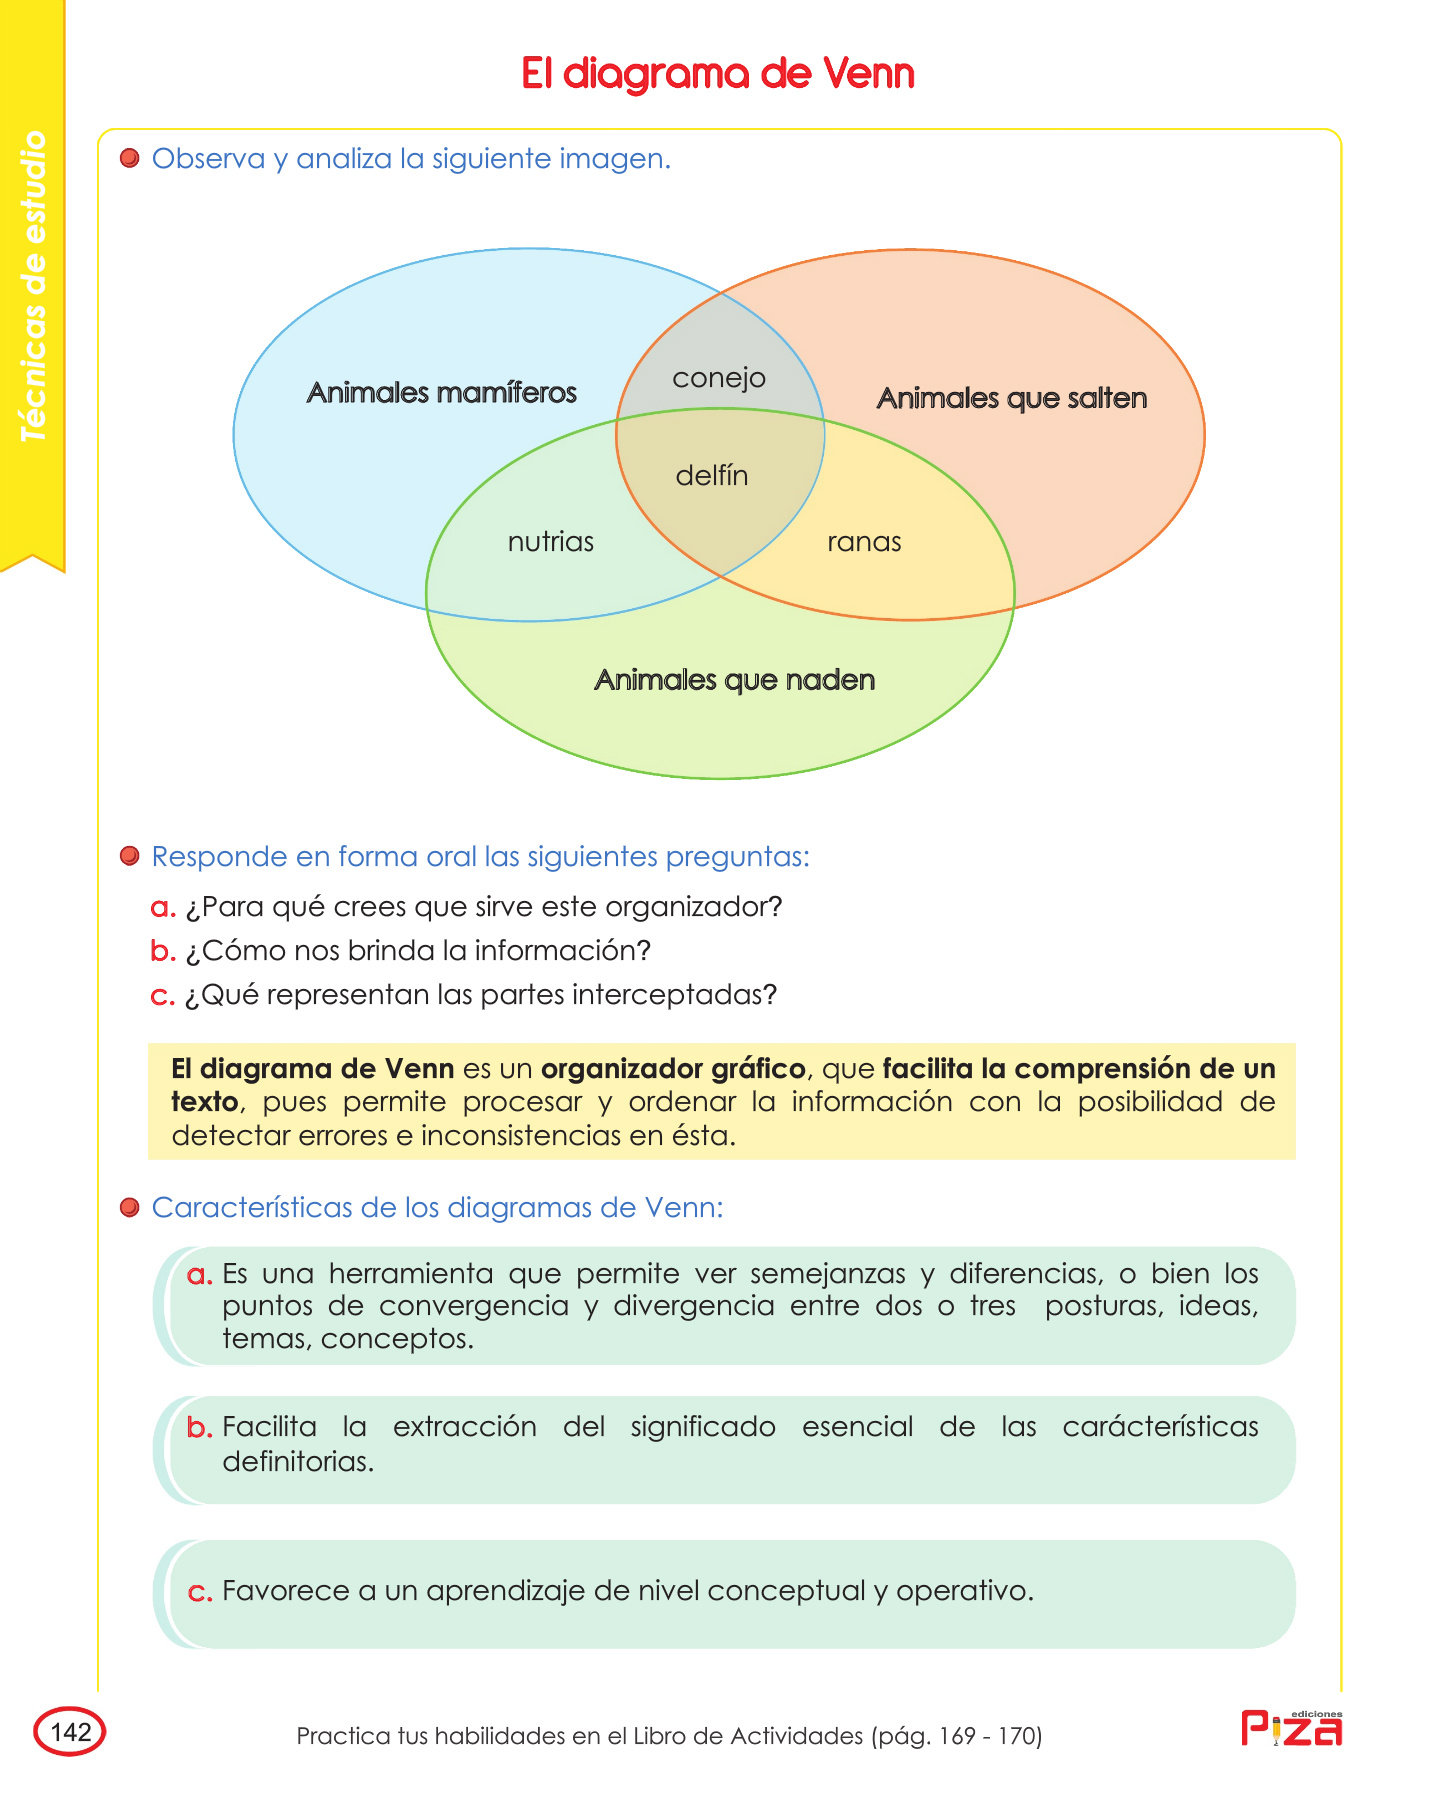 El diagrama de Venn
Técnicas de estudio
Observa y analiza la siguiente imagen.
conejo
Animales mamíferos
Animales que salten
delfín
nutrias
ranas
Animales que naden
Responde en forma oral las siguientes preguntas:
a. ¿Para qué crees que sirve este organizador?
b. ¿Cómo nos brinda la información?
c. ¿Qué representan las partes interceptadas?
El diagrama de Venn es un organizador gráfico, que facilita la comprensión de un
texto, pues permite procesar y ordenar la información con la posibilidad de
detectar errores e inconsistencias en ésta.
Características de los diagramas de Venn:
a. Es una herramienta que permite ver semejanzas y diferencias, o bien los
puntos de convergencia y divergencia entre dos o tres posturas, ideas,
temas, conceptos.
b. Facilita la extracción del significado esencial de las carácterísticas
definitorias.
c. Favorece a un aprendizaje de nivel conceptual y operativo.
142
Practica tus habilidades en el Libro de Actividades (pág. 169 - 170)
ediciones
Piza